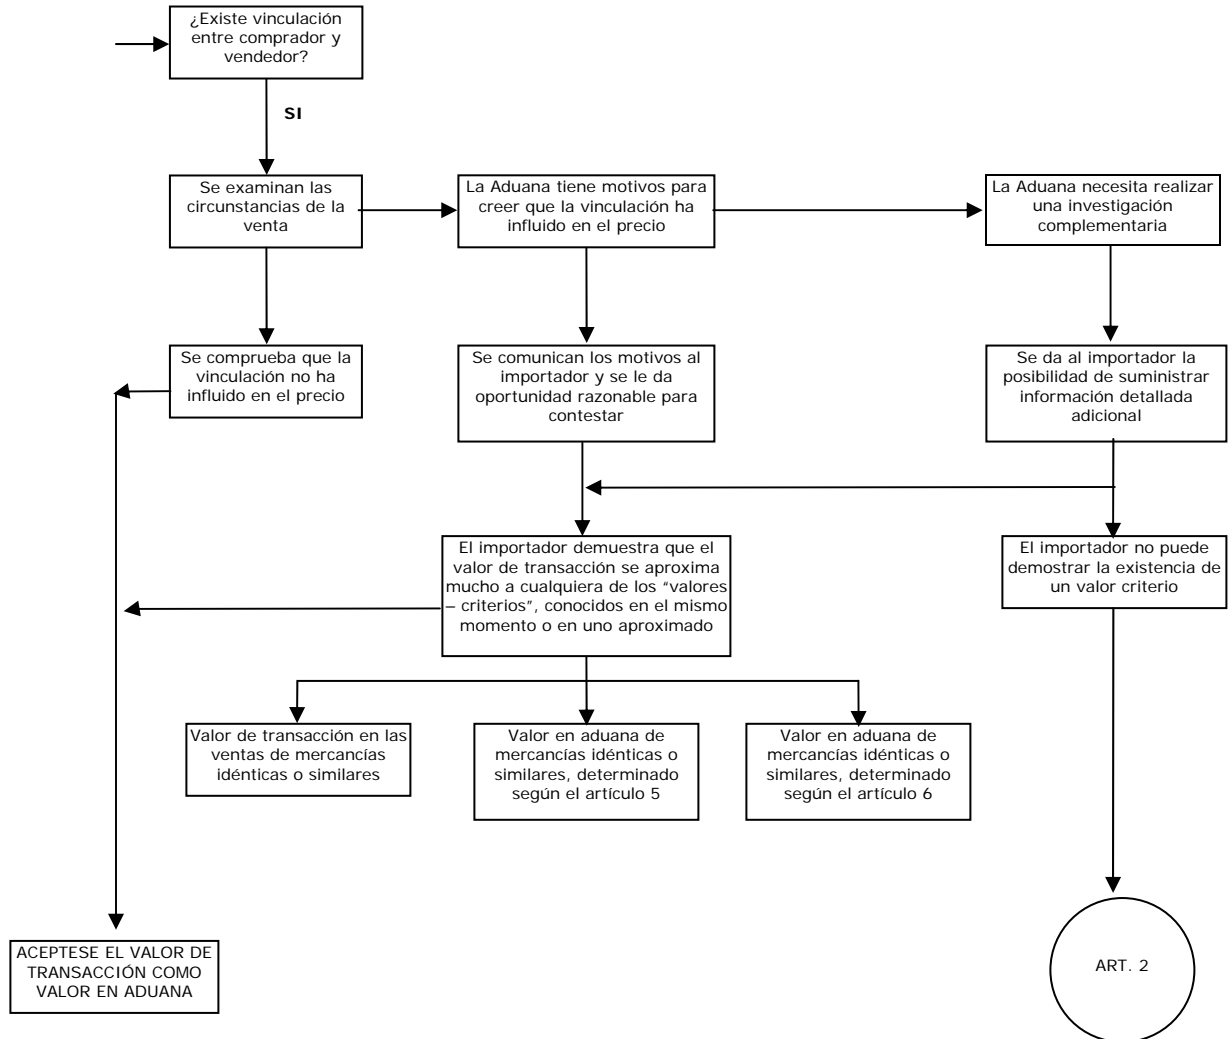 ¿Existe vinculación
entre comprador y
vendedor?
SI
Se examinan las
circunstancias de la
venta
La Aduana tiene motivos para
creer que la vinculación ha
influido en el precio
La Aduana necesita realizar
una investigación
complementaria
Se comprueba que la
vinculación no ha
influido en el precio
Se comunican los motivos al
importador y se le da
oportunidad razonable para
contestar
Se da al importador la
posibilidad de suministrar
información detallada
adicional
El importador demuestra que el
valor de transacción se aproxima
mucho a cualquiera de los “valores
– criterios”, conocidos en el mismo
momento o en uno aproximado
El importador no puede
demostrar la existencia de
un valor criterio
Valor de transacción en las
ventas de mercancías
idénticas o similares
Valor en aduana de
mercancías idénticas o
similares, determinado
según el artículo 5
Valor en aduana de
mercancías idénticas o
similares, determinado
según el artículo 6
ACEPTESE EL VALOR DE
TRANSACCIÓN COMO
VALOR EN ADUANA
ART. 2